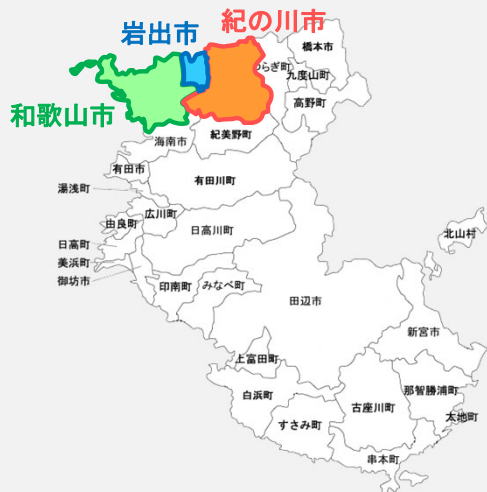 紀の川市
岩出市
和歌山市
橋本市
らぎ町
九度山町
高野町
海南市
紀美野町
有田市
有田川町
湯浅町
広川町
由良町
日高川町
北山村
日高町
美浜町
御坊市
印南町
みなべ町
田辺市
新宮市
上富田町
白浜町
那智勝浦町
古座川町
太地町
すさみ町
串本町